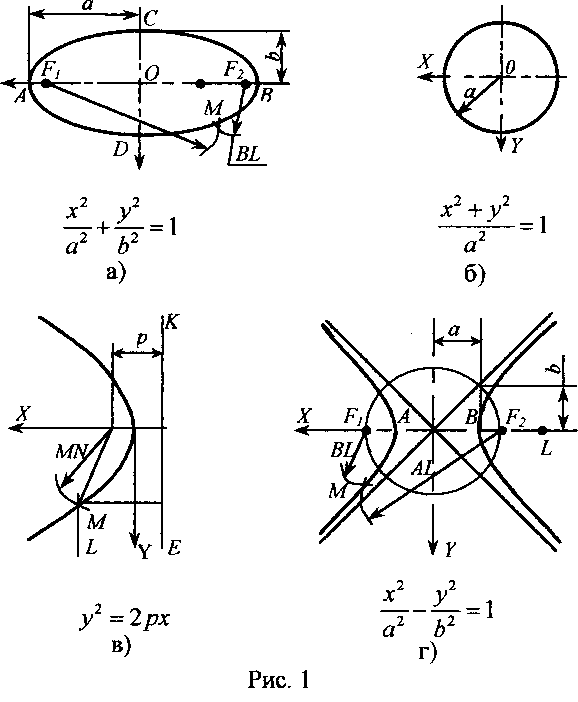 a
C
b
F₁ O F₂
A B
M
D BL
x²/a² + y²/b² = 1
а)
X 0
a
Y
(x² + y²)/a² = 1
б)
K
p
X
MN
M
L Y E
y² = 2px
в)
a
b
X F₁ A B F₂
BL AL L
M
Y
x²/a² − y²/b² = 1
г)
Рис. 1